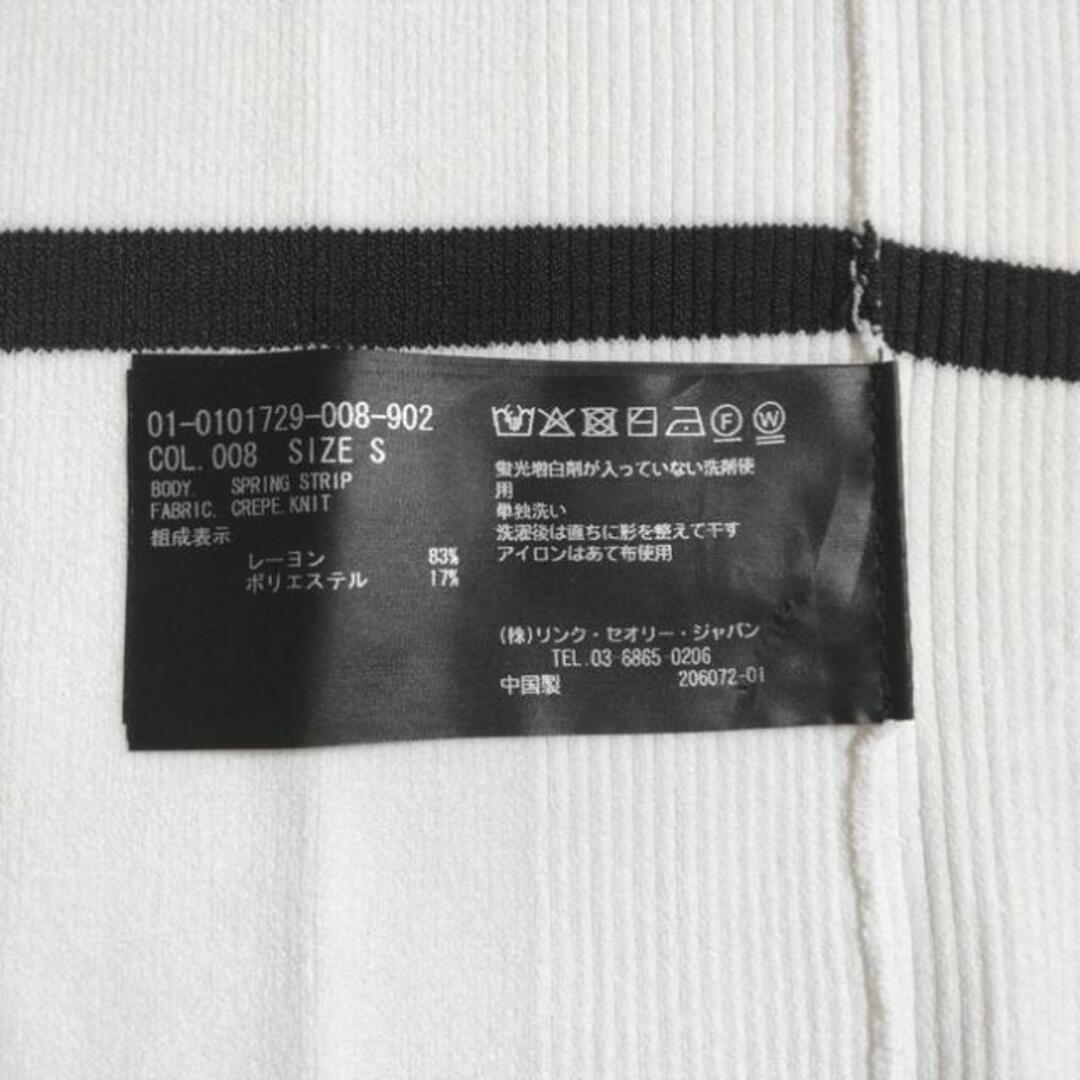 01-0101729-008-902
COL. 008 SIZE S
BODY. SPRING STRIP
FABRIC. CREPE.KNIT
組成表示
レーヨン 83%
ポリエステル 17%
F W
蛍光増白剤が入っていない洗剤使
用
単独洗い
洗濯後は直ちに形を整えて干す
アイロンはあて布使用
(株)リンク・セオリー・ジャパン
TEL.03-6865-0206
206072-01
中国製